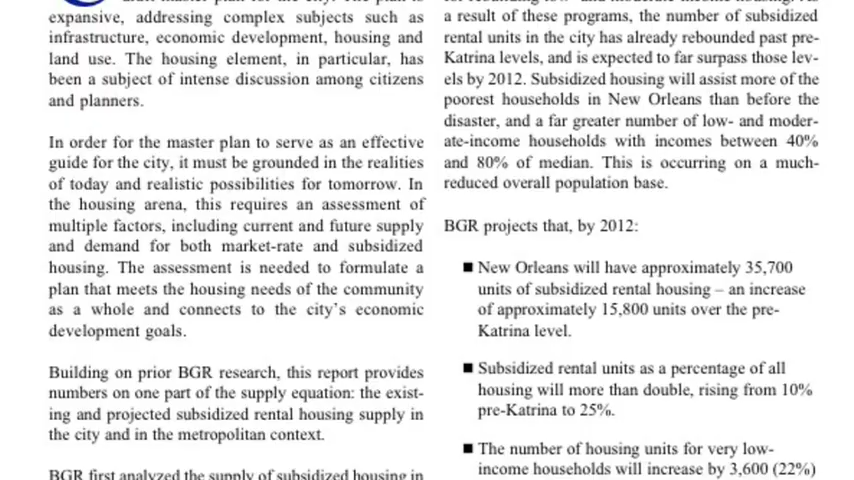 expansive, addressing complex subjects such as
infrastructure, economic development, housing and
land use. The housing element, in particular, has
been a subject of intense discussion among citizens
and planners.
In order for the master plan to serve as an effective
guide for the city, it must be grounded in the realities
of today and realistic possibilities for tomorrow. In
the housing arena, this requires an assessment of
multiple factors, including current and future supply
and demand for both market-rate and subsidized
housing. The assessment is needed to formulate a
plan that meets the housing needs of the community
as a whole and connects to the city's economic
development goals.
Building on prior BGR research, this report provides
numbers on one part of the supply equation: the exist-
ing and projected subsidized rental housing supply in
the city and in the metropolitan context.
BGR first analyzed the supply of subsidized housing in
a result of these programs, the number of subsidized
rental units in the city has already rebounded past pre-
Katrina levels, and is expected to far surpass those lev-
els by 2012. Subsidized housing will assist more of the
poorest households in New Orleans than before the
disaster, and a far greater number of low- and moder-
ate-income households with incomes between 40%
and 80% of median. This is occurring on a much-
reduced overall population base.
BGR projects that, by 2012:
■ New Orleans will have approximately 35,700
units of subsidized rental housing – an increase
of approximately 15,800 units over the pre-
Katrina level.
■ Subsidized rental units as a percentage of all
housing will more than double, rising from 10%
pre-Katrina to 25%.
■ The number of housing units for very low-
income households will increase by 3,600 (22%)